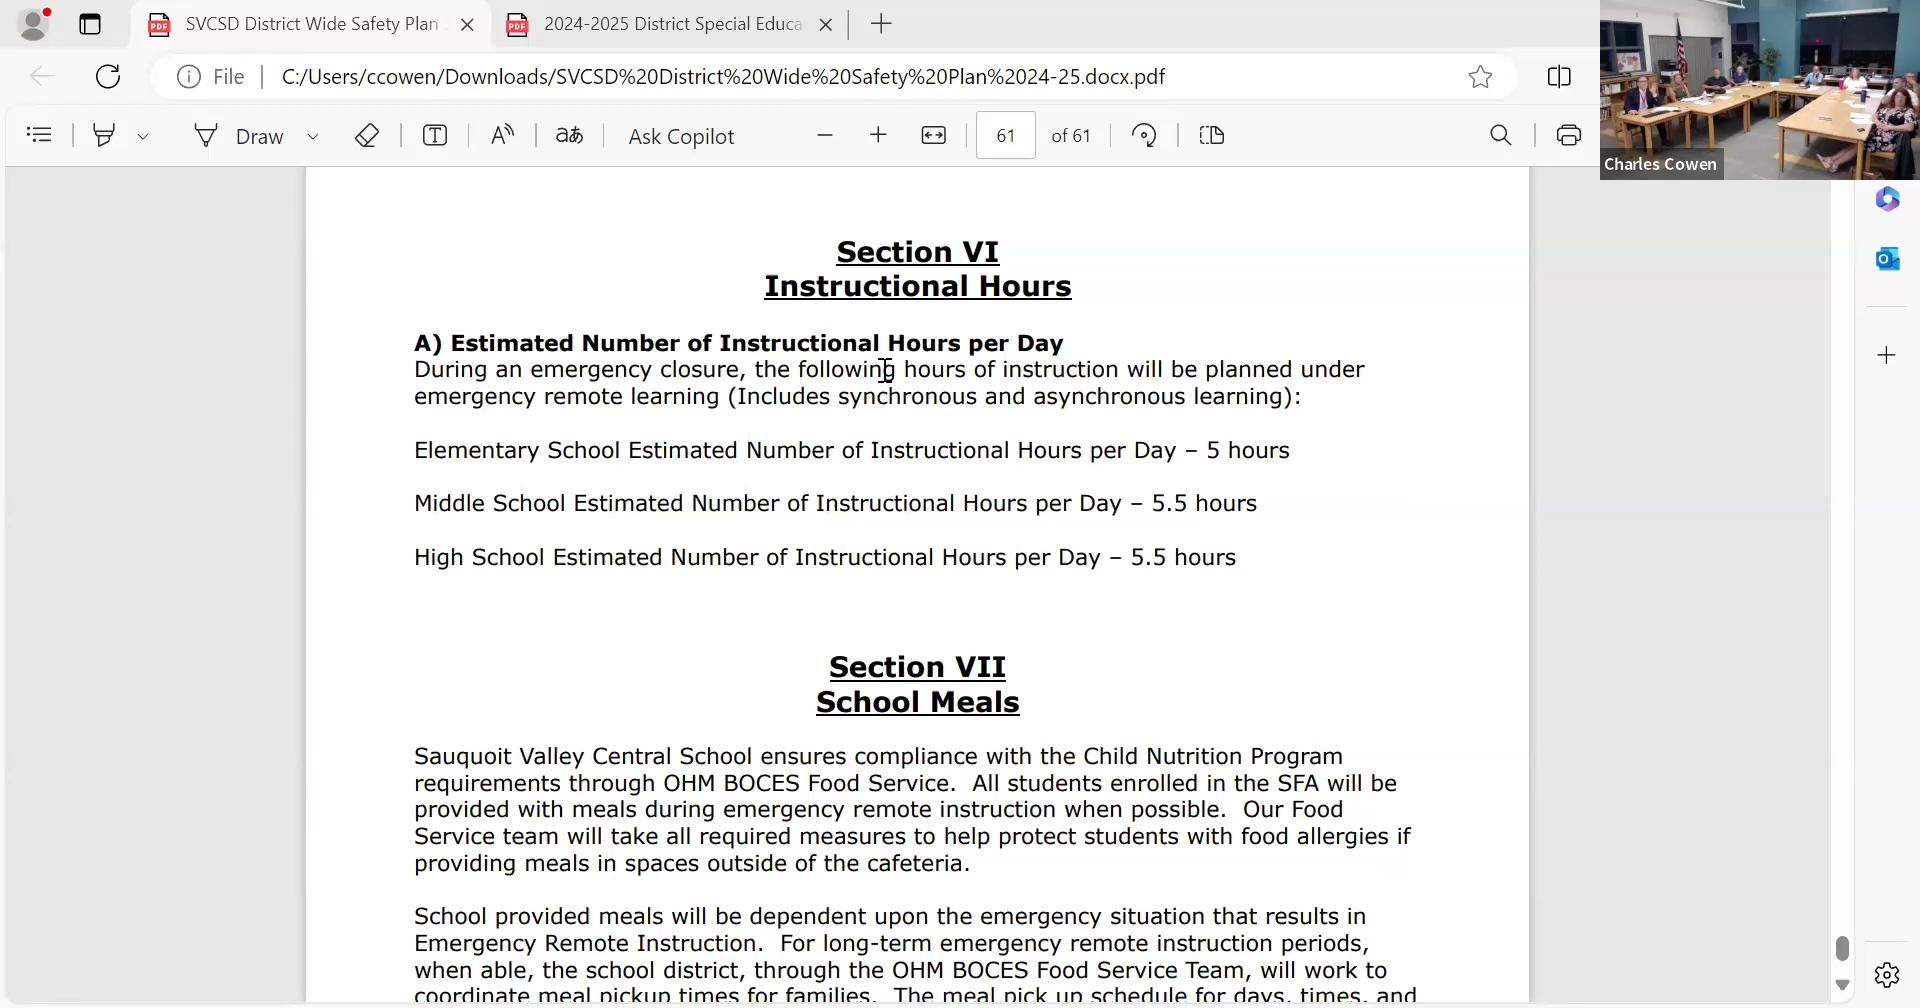 SVCSD District Wide Safety Plan
2024-2025 District Special Educa
File
C:/Users/ccowen/Downloads/SVCSD%20District%20Wide%20Safety%20Plan%2024-25.docx.pdf
Draw
Ask Copilot
61
of 61
Charles Cowen
Section VI
Instructional Hours
A) Estimated Number of Instructional Hours per Day
During an emergency closure, the following hours of instruction will be planned under
emergency remote learning (Includes synchronous and asynchronous learning):
Elementary School Estimated Number of Instructional Hours per Day – 5 hours
Middle School Estimated Number of Instructional Hours per Day – 5.5 hours
High School Estimated Number of Instructional Hours per Day – 5.5 hours
Section VII
School Meals
Sauquoit Valley Central School ensures compliance with the Child Nutrition Program
requirements through OHM BOCES Food Service.  All students enrolled in the SFA will be
provided with meals during emergency remote instruction when possible.  Our Food
Service team will take all required measures to help protect students with food allergies if
providing meals in spaces outside of the cafeteria.
School provided meals will be dependent upon the emergency situation that results in
Emergency Remote Instruction.  For long-term emergency remote instruction periods,
when able, the school district, through the OHM BOCES Food Service Team, will work to
coordinate meal pickup times for families.  The meal pick up schedule for days, times, and